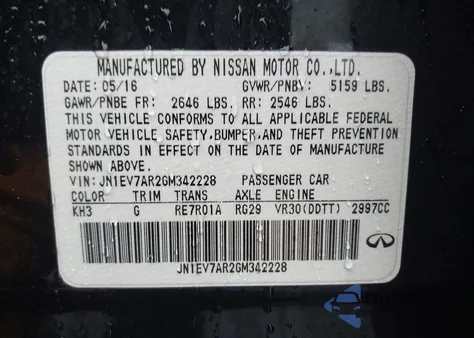 MANUFACTURED BY NISSAN MOTOR CO.,LTD.
DATE: 05/16 GVWR/PNBV: 5159 LBS.
GAWR/PNBE FR: 2646 LBS. RR: 2546 LBS.
THIS VEHICLE CONFORMS TO ALL APPLICABLE FEDERAL
MOTOR VEHICLE SAFETY,BUMPER,AND THEFT PREVENTION
STANDARDS IN EFFECT ON THE DATE OF MANUFACTURE
SHOWN ABOVE.
VIN:JN1EV7AR2GM342228 PASSENGER CAR
COLOR TRIM TRANS AXLE ENGINE
KH3 G RE7R01A RG29 VR30(DDTT) 2997CC
JN1EV7AR2GM342228